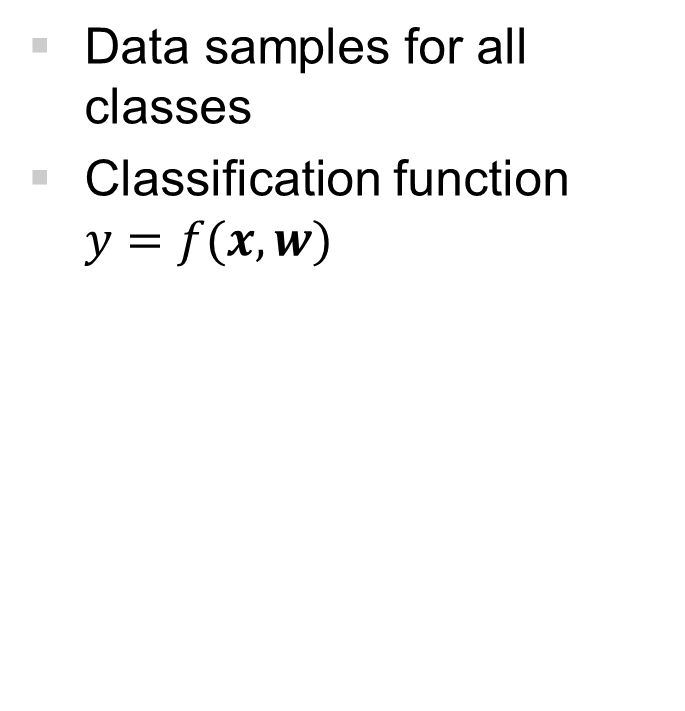 ▪ Data samples for all
classes
▪ Classification function
y = f(x, w)